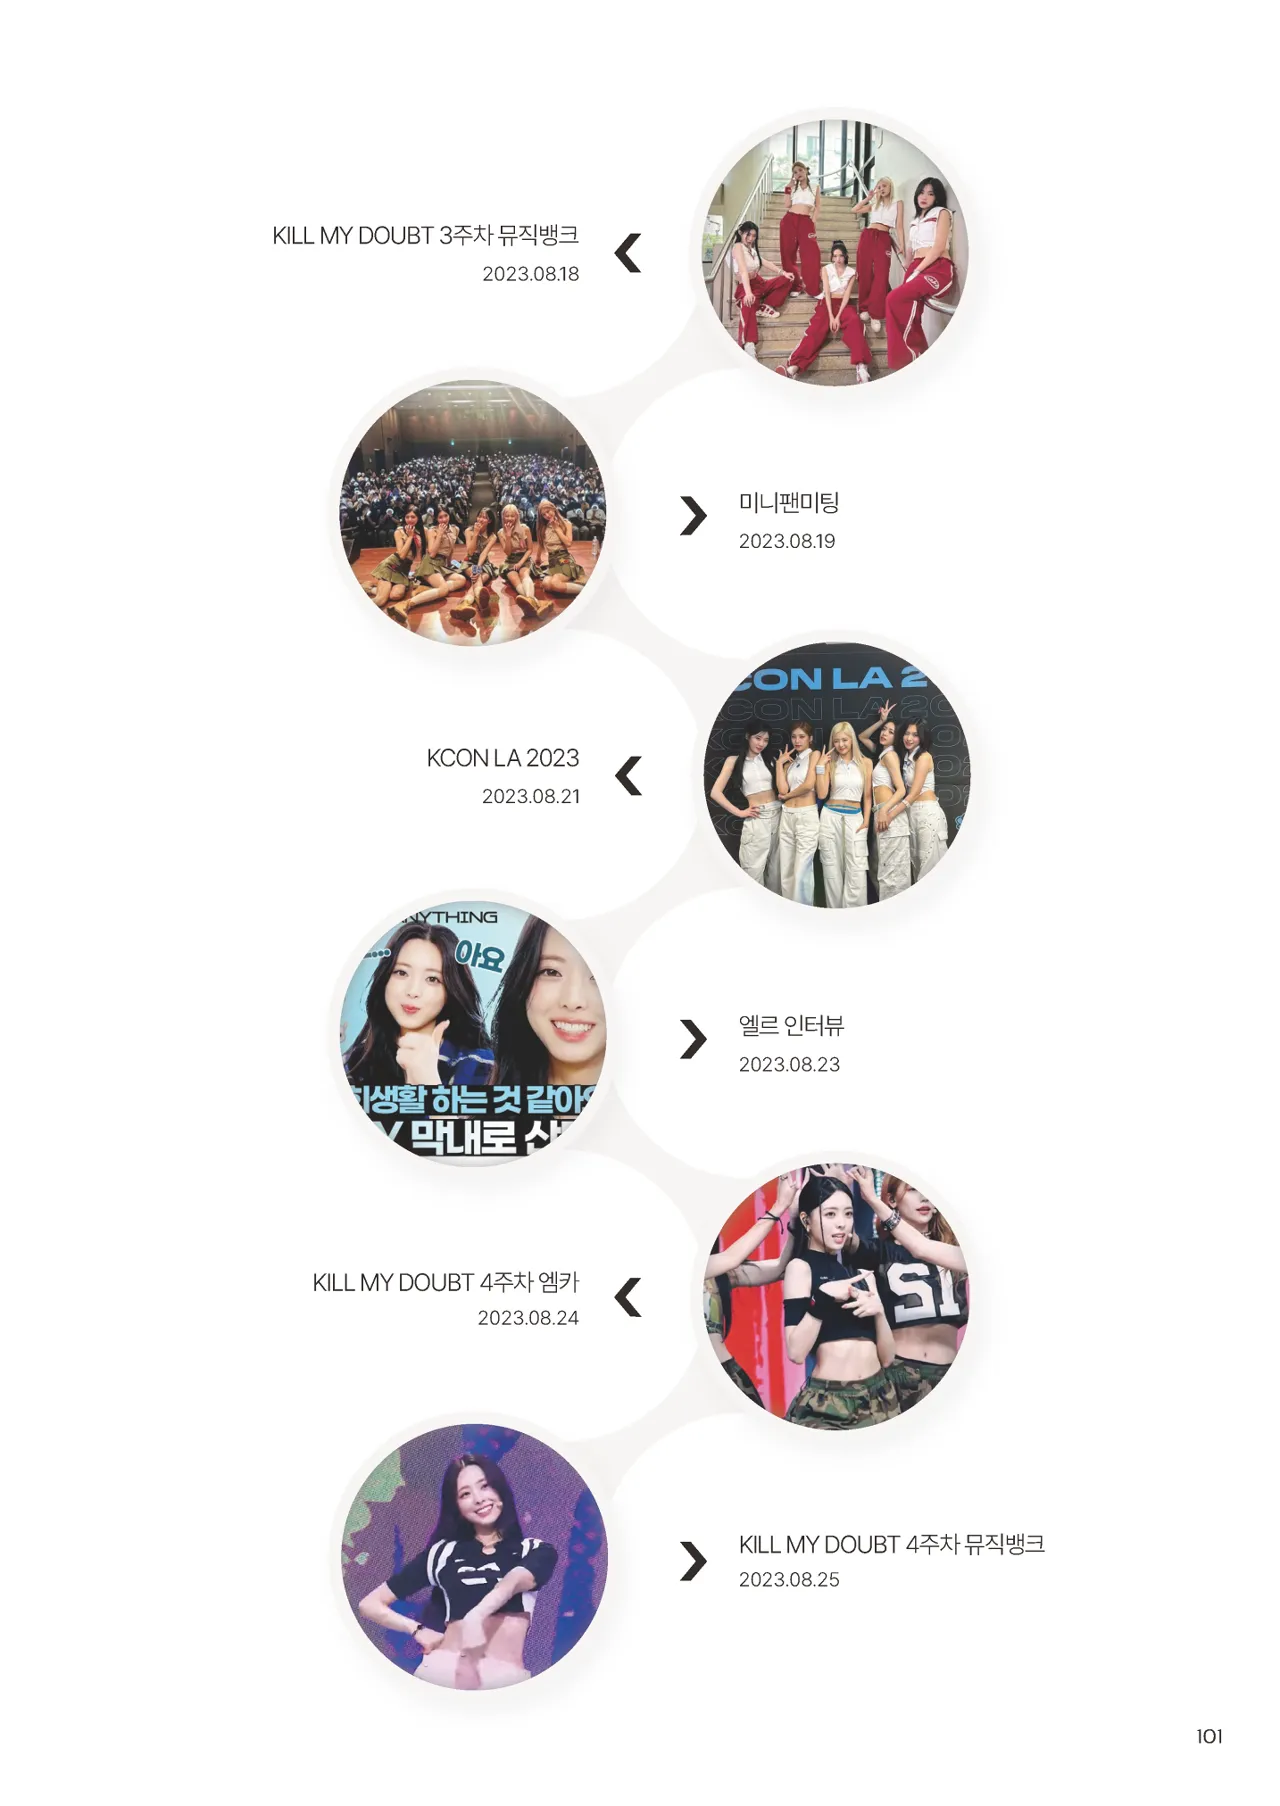 KILL MY DOUBT 3주차 뮤직뱅크
2023.08.18
미니팬미팅
2023.08.19
CON LA 2
KCON LA 2023
2023.08.21
NYTHING
아요
엘르 인터뷰
2023.08.23
생활 하는 것 같아요
막내로
KILL MY DOUBT 4주차 엠카
2023.08.24
KILL MY DOUBT 4주차 뮤직뱅크
2023.08.25
101